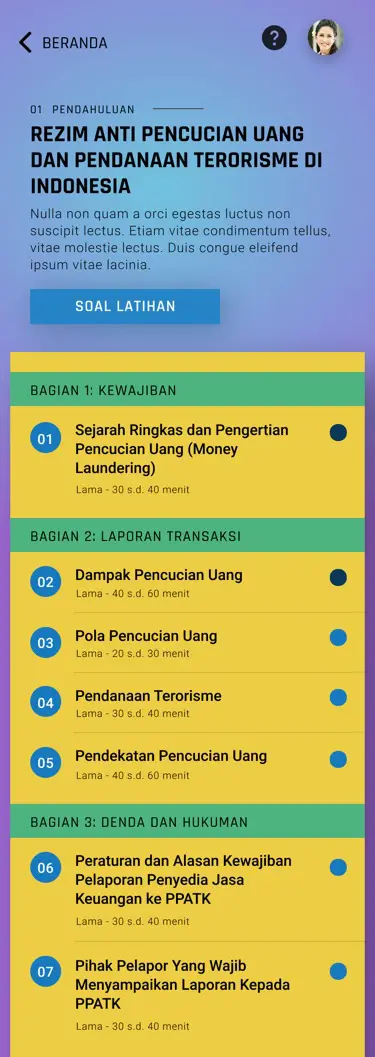 BERANDA
?
01 PENDAHULUAN
REZIM ANTI PENCUCIAN UANG
DAN PENDANAAN TERORISME DI
INDONESIA
Nulla non quam a orci egestas luctus non
suscipit lectus. Etiam vitae condimentum tellus,
vitae molestie lectus. Duis congue eleifend
ipsum vitae lacinia.
SOAL LATIHAN
BAGIAN 1: KEWAJIBAN
01
Sejarah Ringkas dan Pengertian
Pencucian Uang (Money
Laundering)
Lama - 30 s.d. 40 menit
BAGIAN 2: LAPORAN TRANSAKSI
02
Dampak Pencucian Uang
Lama - 40 s.d. 60 menit
03
Pola Pencucian Uang
Lama - 20 s.d. 30 menit
04
Pendanaan Terorisme
Lama - 30 s.d. 40 menit
05
Pendekatan Pencucian Uang
Lama - 40 s.d. 60 menit
BAGIAN 3: DENDA DAN HUKUMAN
06
Peraturan dan Alasan Kewajiban
Pelaporan Penyedia Jasa
Keuangan ke PPATK
Lama - 30 s.d. 40 menit
07
Pihak Pelapor Yang Wajib
Menyampaikan Laporan Kepada
PPATK
Lama - 30 s.d. 40 menit